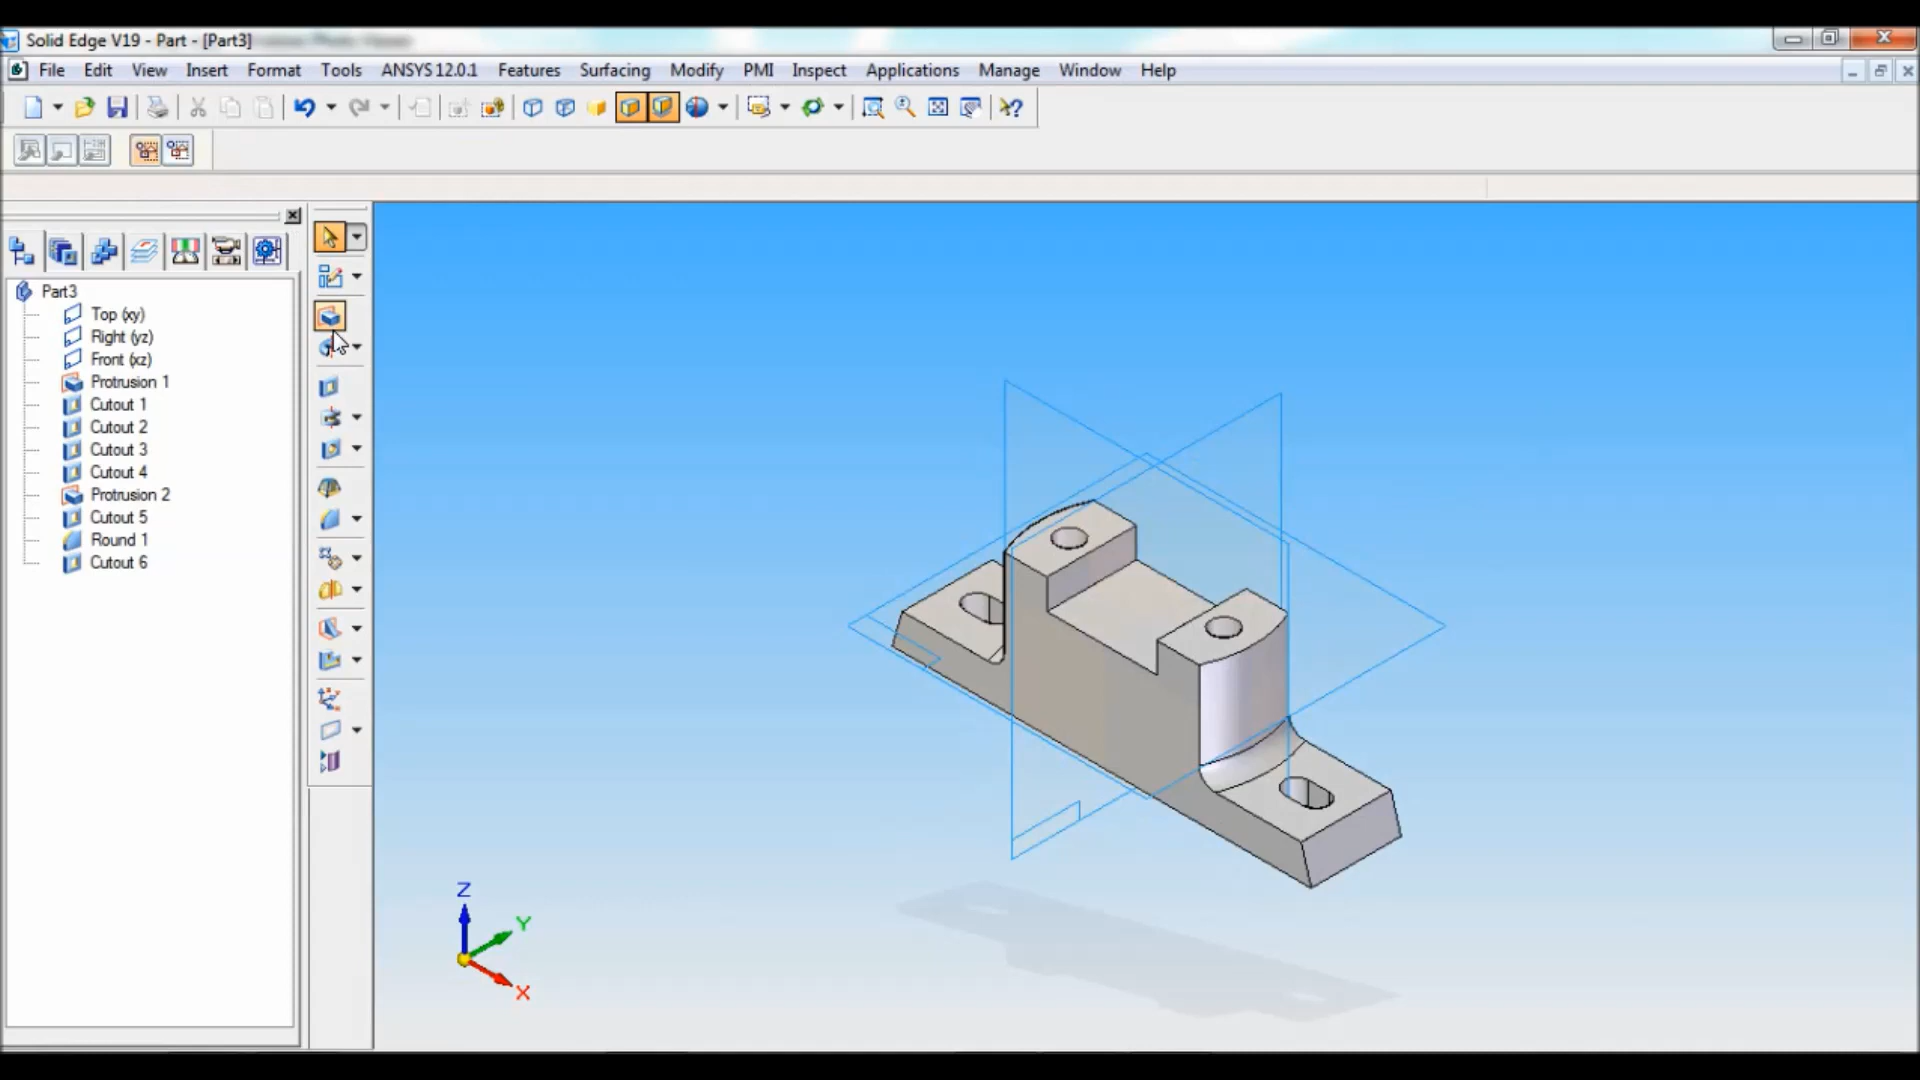 Solid Edge V19 - Part - [Part3]
File Edit View Insert Format Tools ANSYS 12.0.1 Features Surfacing Modify PMI Inspect Applications Manage Window Help
Part3
Top (xy)
Right (yz)
Front (xz)
Protrusion 1
Cutout 1
Cutout 2
Cutout 3
Cutout 4
Protrusion 2
Cutout 5
Round 1
Cutout 6
Z
Y
X